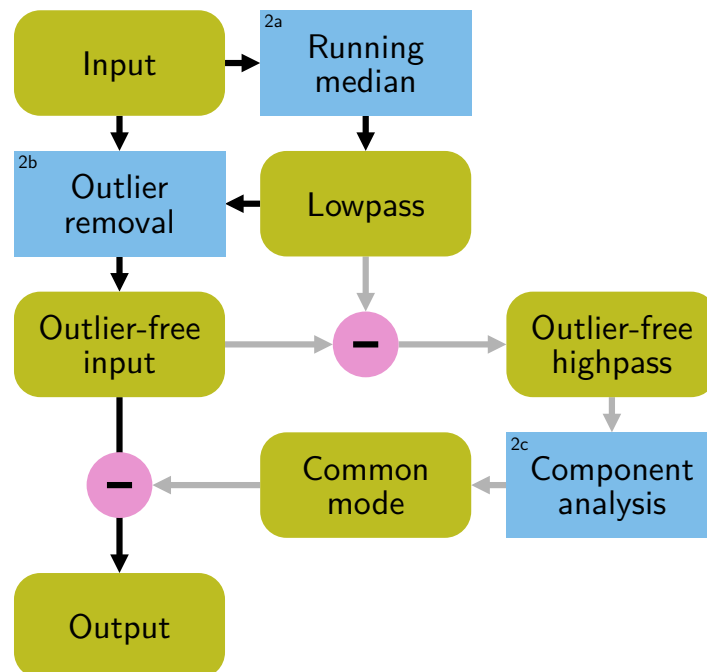 Input
2a
Running
median
2b
Outlier
removal
Lowpass
Outlier-free
input
−
Outlier-free
highpass
−
Common
mode
2c
Component
analysis
Output